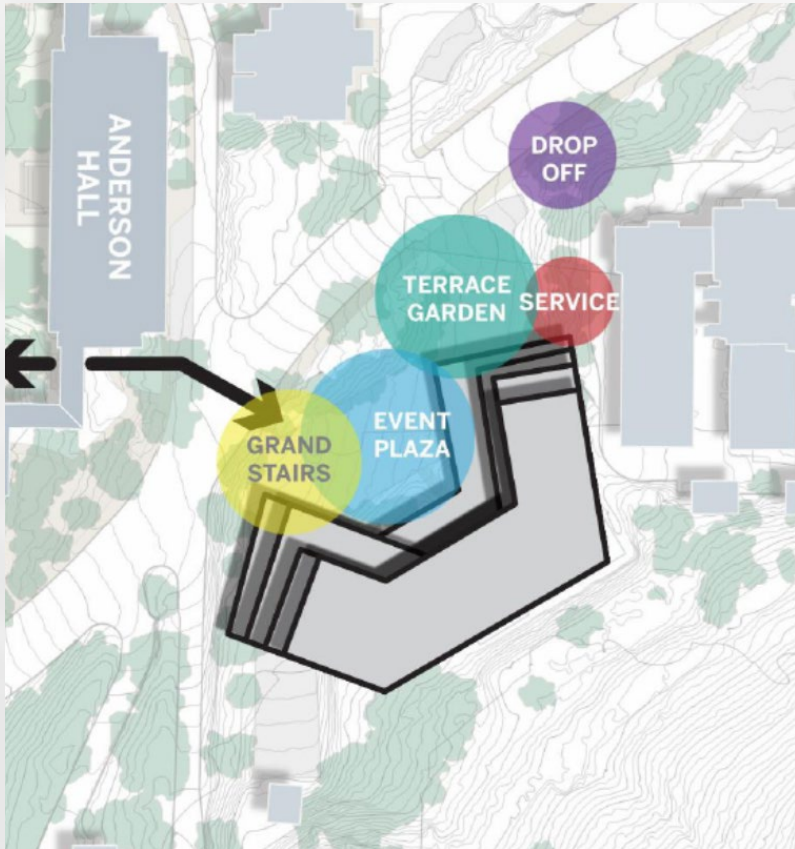 ANDERSON
HALL
DROP
OFF
TERRACE
GARDEN
SERVICE
EVENT
PLAZA
GRAND
STAIRS